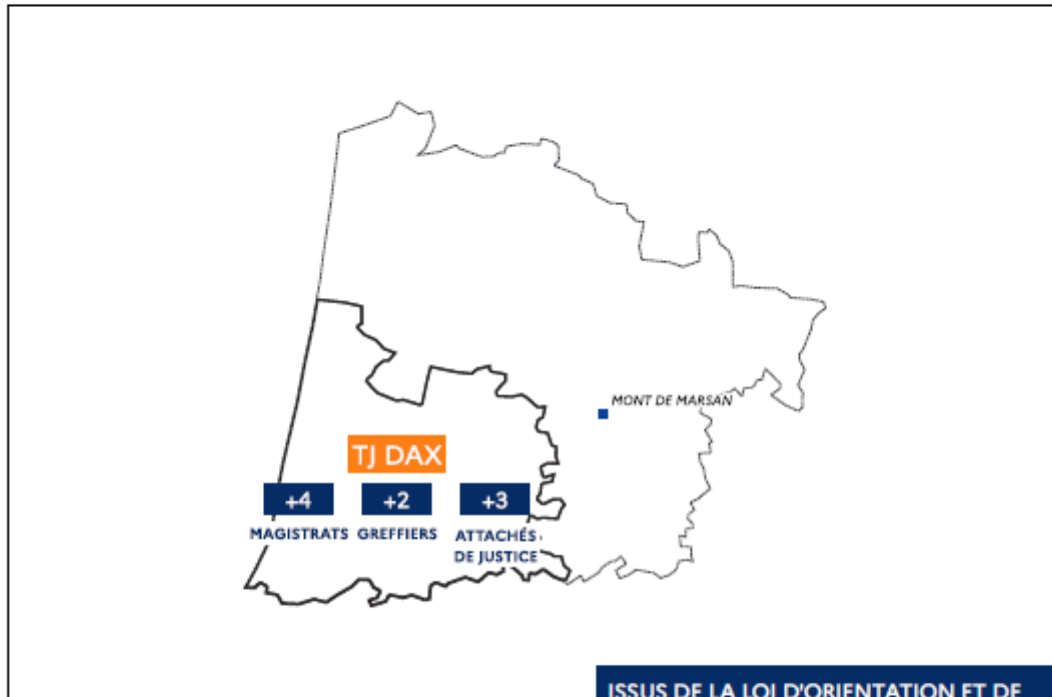 MONT DE MARSAN
TJ DAX
+4 +2 +3
MAGISTRATS GREFFIERS ATTACHÉS
DE JUSTICE
ISSUS DE LA LOI D'ORIENTATION ET DE